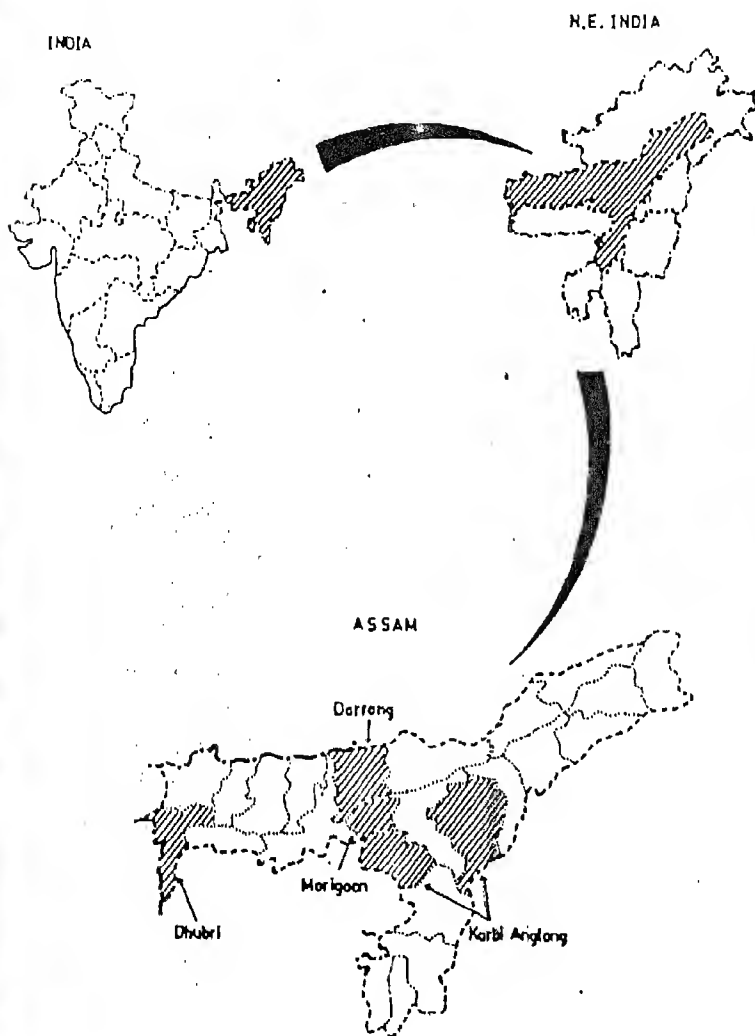 INDIA
N.E. INDIA
ASSAM
Darrang
Morigaon
Dhubri
Karbi Anglong